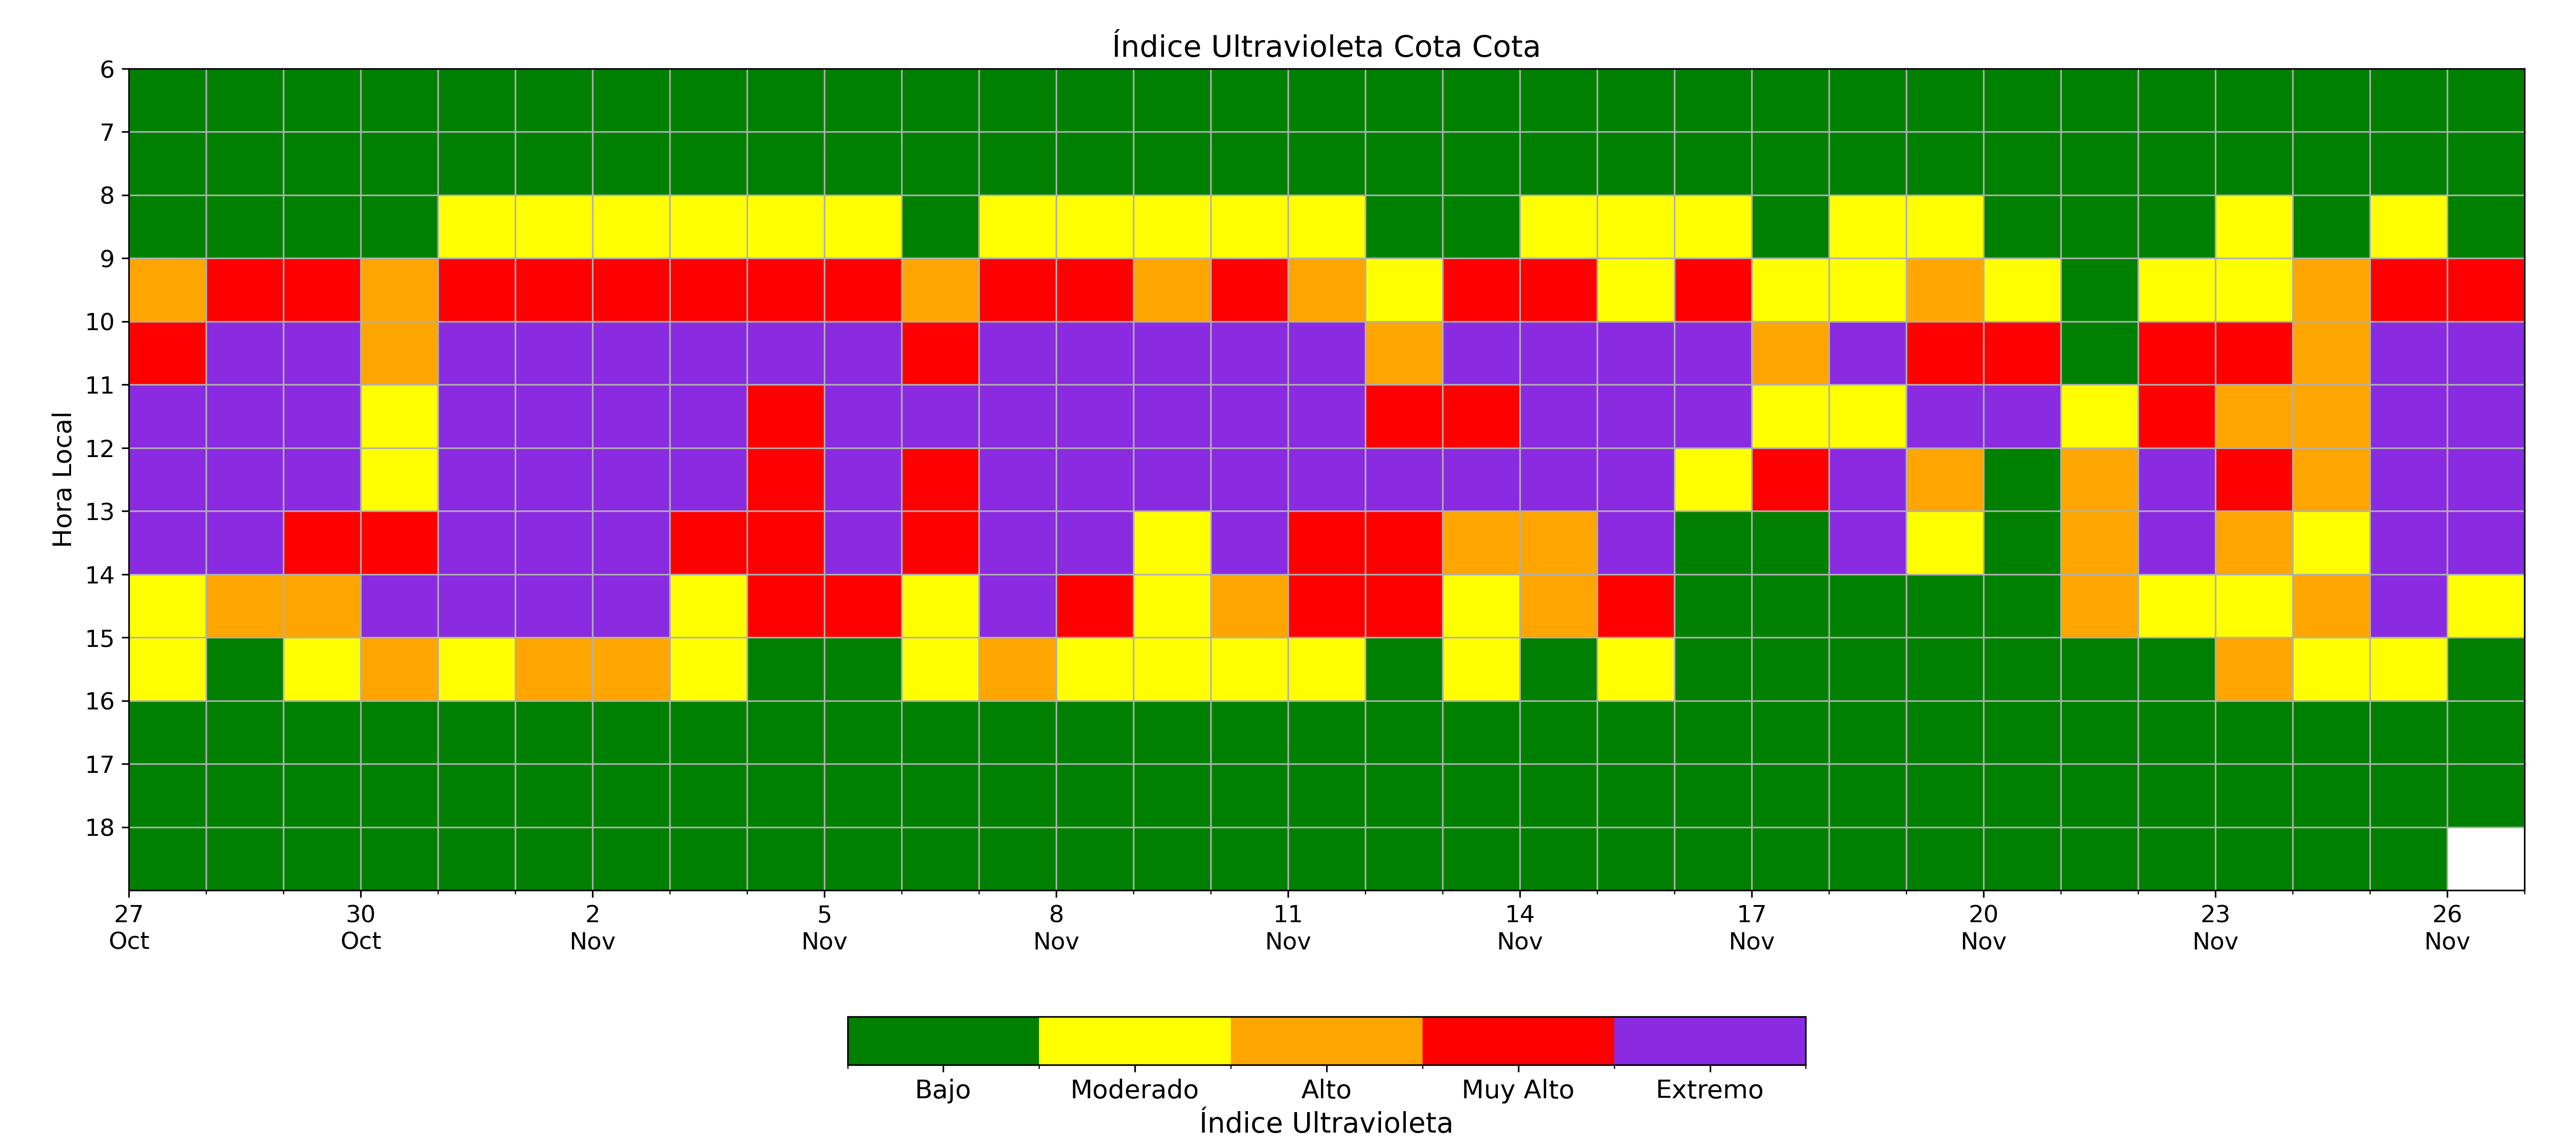 Índice Ultravioleta Cota Cota
Hora Local
6
7
8
9
10
11
12
13
14
15
16
17
18
27 30 2 5 8 11 14 17 20 23 26
Oct Oct Nov Nov Nov Nov Nov Nov Nov Nov Nov
Bajo Moderado Alto Muy Alto Extremo
Índice Ultravioleta